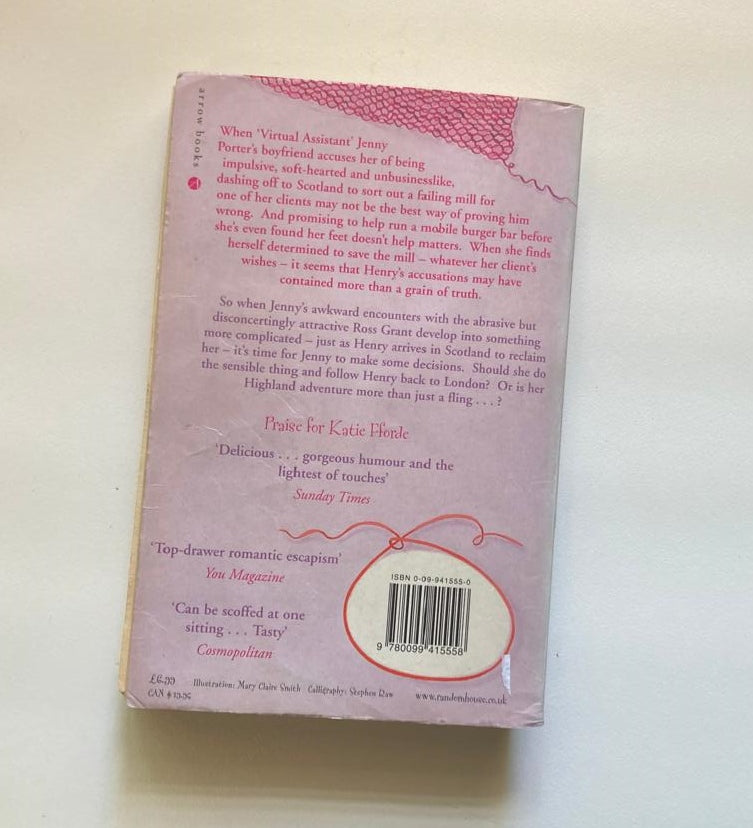 arrow books
When 'Virtual Assistant' Jenny
Porter's boyfriend accuses her of being
impulsive, soft-hearted and unbusinesslike,
dashing off to Scotland to sort out a failing mill for
one of her clients may not be the best way of proving him
wrong. And promising to help run a mobile burger bar before
she's even found her feet doesn't help matters. When she finds
herself determined to save the mill – whatever her client's
wishes – it seems that Henry's accusations may have
contained more than a grain of truth.
So when Jenny's awkward encounters with the abrasive but
disconcertingly attractive Ross Grant develop into something
more complicated – just as Henry arrives in Scotland to reclaim
her – it's time for Jenny to make some decisions. Should she do
the sensible thing and follow Henry back to London? Or is her
Highland adventure more than just a fling . . . ?
Praise for Katie Fforde
'Delicious . . . gorgeous humour and the
lightest of touches'
Sunday Times
'Top-drawer romantic escapism'
You Magazine
'Can be scoffed at one
sitting . . . Tasty'
Cosmopolitan
ISBN 0-09-941555-0
9 780099 415558
£6.99
CAN $
Illustration: Mary Claire Smith Calligraphy: Stephen Raw
www.randomhouse.co.uk